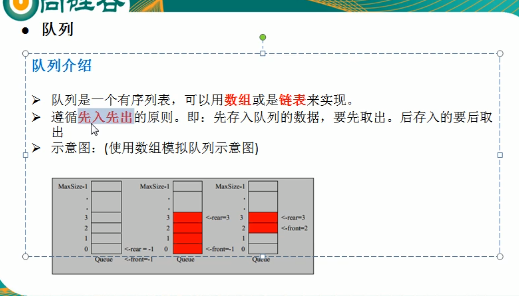 尚硅谷
● 队列
队列介绍
➢ 队列是一个有序列表，可以用数组或是链表来实现。
➢ 遵循先入先出的原则。即：先存入队列的数据，要先取出。后存入的要后取
出
➢ 示意图：(使用数组模拟队列示意图)
MaxSize-1 MaxSize-1 MaxSize-1
. . .
. . .
3 3 <-rear=3 3 <-rear=3
2 2 2 <-front=2
1 1 1
0 <-rear = -1 0 <-front=-1 0
Queue <-front=-1 Queue Queue